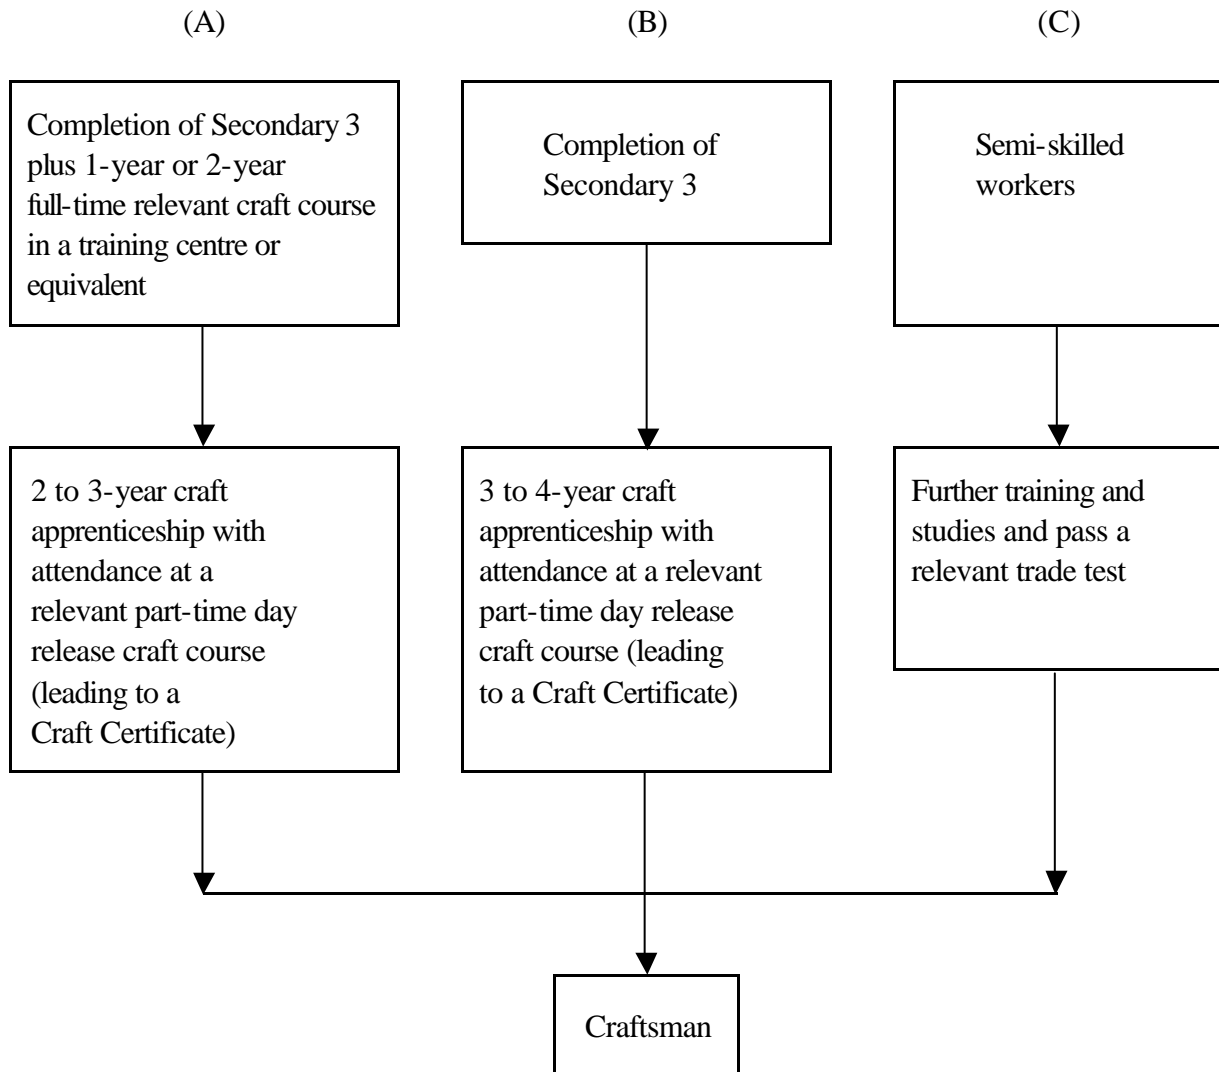 (A)
(B)
(C)
Completion of Secondary 3
plus 1-year or 2-year
full-time relevant craft course
in a training centre or
equivalent
Completion of
Secondary 3
Semi-skilled
workers
2 to 3-year craft
apprenticeship with
attendance at a
relevant part-time day
release craft course
(leading to a
Craft Certificate)
3 to 4-year craft
apprenticeship with
attendance at a relevant
part-time day release
craft course (leading
to a Craft Certificate)
Further training and
studies and pass a
relevant trade test
Craftsman